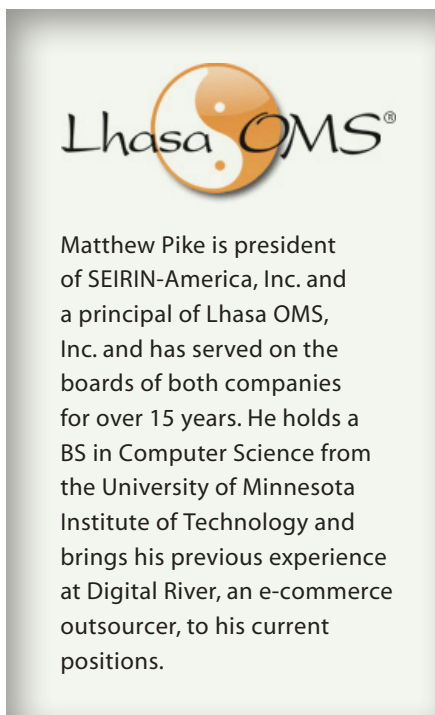 Lhasa OMS®
Matthew Pike is president
of SEIRIN-America, Inc. and
a principal of Lhasa OMS,
Inc. and has served on the
boards of both companies
for over 15 years. He holds a
BS in Computer Science from
the University of Minnesota
Institute of Technology and
brings his previous experience
at Digital River, an e-commerce
outsourcer, to his current
positions.